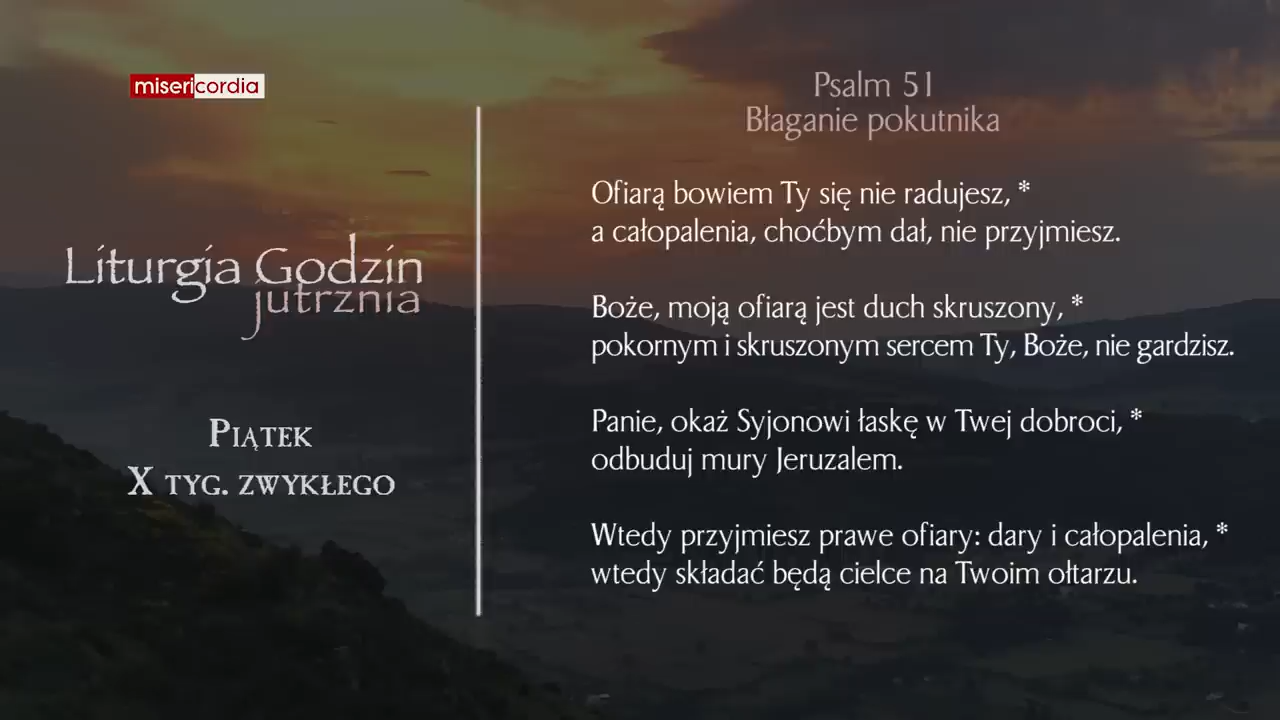 misericordia
Liturgia Godzin
jutrznia
Piątek
X tyg. zwykłego
Psalm 51
Błaganie pokutnika
Ofiarą bowiem Ty się nie radujesz, *
a całopalenia, choćbym dał, nie przyjmiesz.
Boże, moją ofiarą jest duch skruszony, *
pokornym i skruszonym sercem Ty, Boże, nie gardzisz.
Panie, okaż Syjonowi łaskę w Twej dobroci, *
odbuduj mury Jeruzalem.
Wtedy przyjmiesz prawe ofiary: dary i całopalenia, *
wtedy składać będą cielce na Twoim ołtarzu.